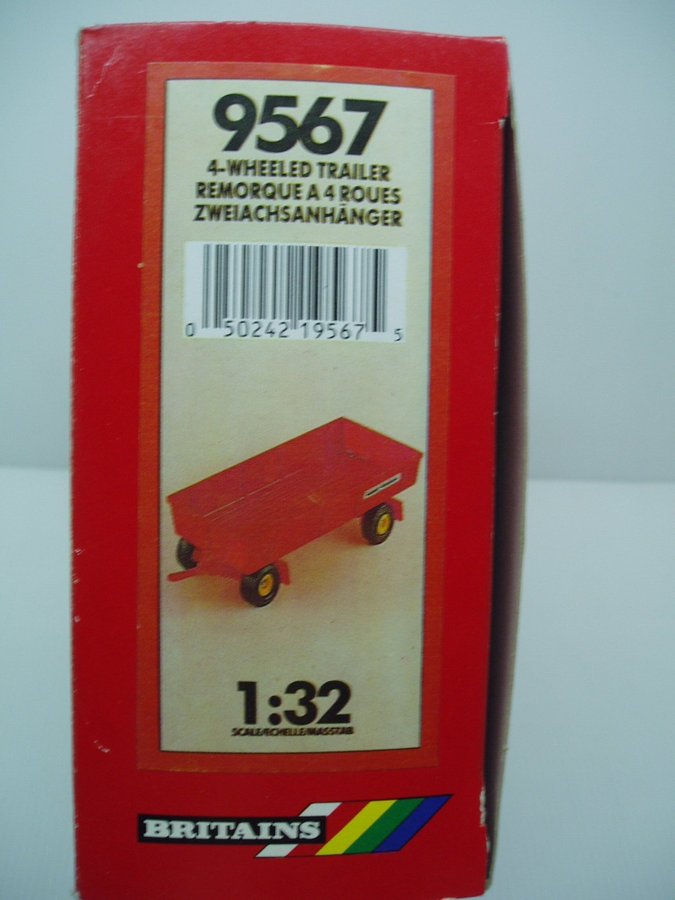 9567
4-WHEELED TRAILER
REMORQUE A 4 ROUES
ZWEIACHSANHÄNGER
0 50242 19567 5
1:32
SCALE/ECHELLE/MASSTAB
BRITAINS